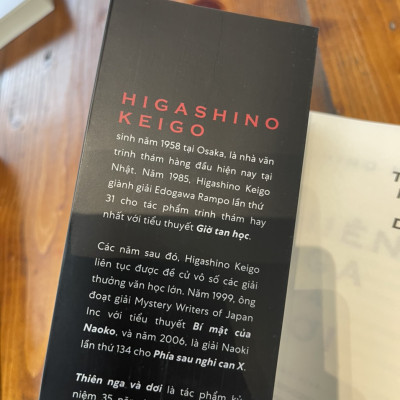 HIGASHINO
KEIGO
sinh năm 1958 tại Osaka, là nhà văn
trinh thám hàng đầu hiện nay tại
Nhật. Năm 1985, Higashino Keigo
giành giải Edogawa Rampo lần thứ
31 cho tác phẩm trinh thám hay
nhất với tiểu thuyết Giờ tan học.
Các năm sau đó, Higashino Keigo
liên tục được đề cử vô số các giải
thưởng văn học lớn. Năm 1999, ông
đoạt giải Mystery Writers of Japan
Inc với tiểu thuyết Bí mật của
Naoko, và năm 2006, là giải Naoki
lần thứ 134 cho Phía sau nghi can X.
Thiên nga và dơi là tác phẩm kỷ
niệm 35 năm